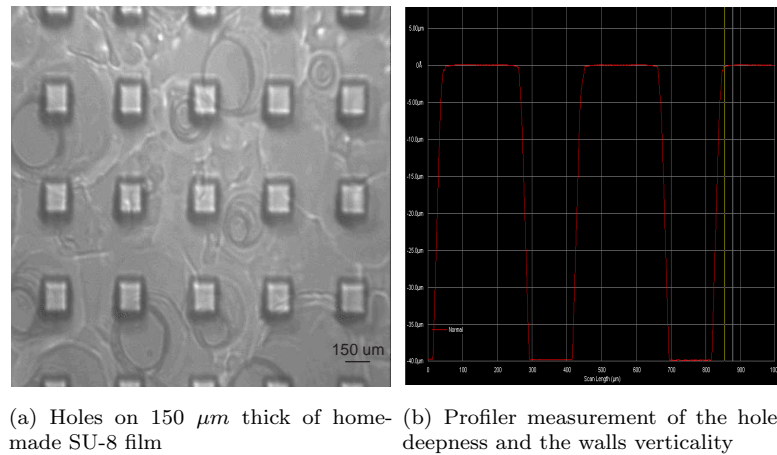 150 um
5.00µm
0Å
-5.00µm
-10.0µm
-15.0µm
-20.0µm
-25.0µm
-30.0µm
-35.0µm
-40.0µm
Normal
0 100 200 300 400 500 600 700 800 900 1000
Scan Length (µm)
(a) Holes on 150 µm thick of home-
made SU-8 film
(b) Profiler measurement of the hole
deepness and the walls verticality